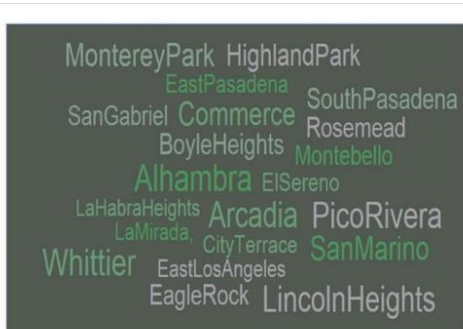 MontereyPark HighlandPark
EastPasadena
SouthPasadena
SanGabriel Commerce
Rosemead
BoyleHeights
Montebello
Alhambra ElSereno
LaHabraHeights Arcadia PicoRivera
LaMirada,
CityTerrace SanMarino
Whittier
EastLosAngeles
EagleRock LincolnHeights